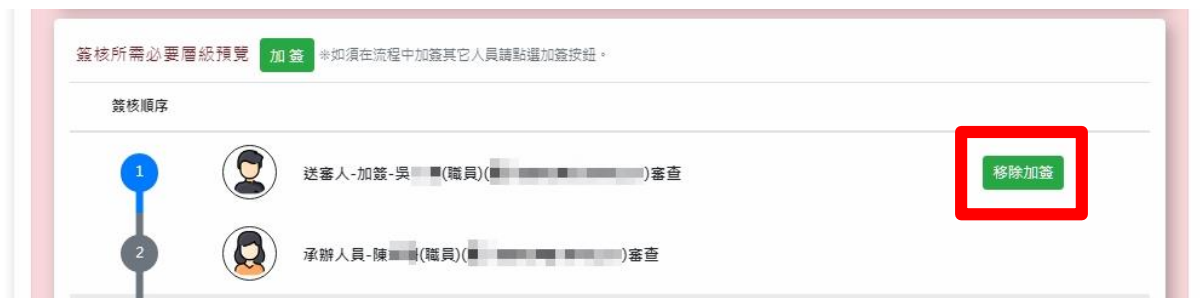 簽核所需必要層級預覽 加簽 ※如須在流程中加簽其它人員請點選加簽按鈕。
簽核順序
1 送審人-加簽-吳(職員)()審查 移除加簽
2 承辦人員-陳(職員)()審查